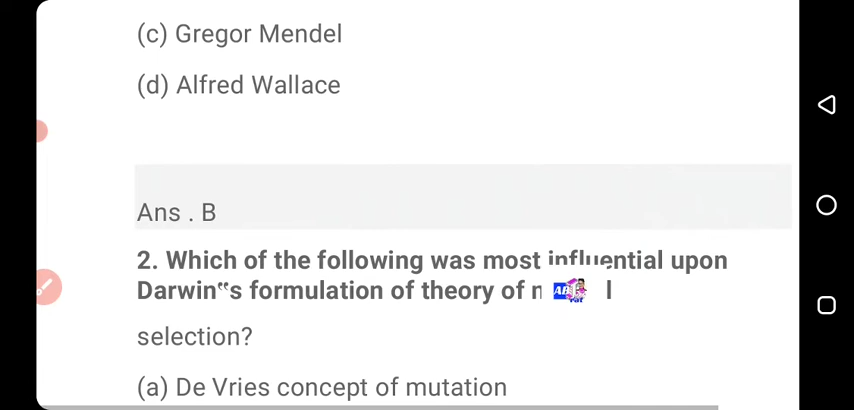 (c) Gregor Mendel
(d) Alfred Wallace
Ans . B
2. Which of the following was most influential upon
Darwin‟s formulation of theory of n l
selection?
(a) De Vries concept of mutation